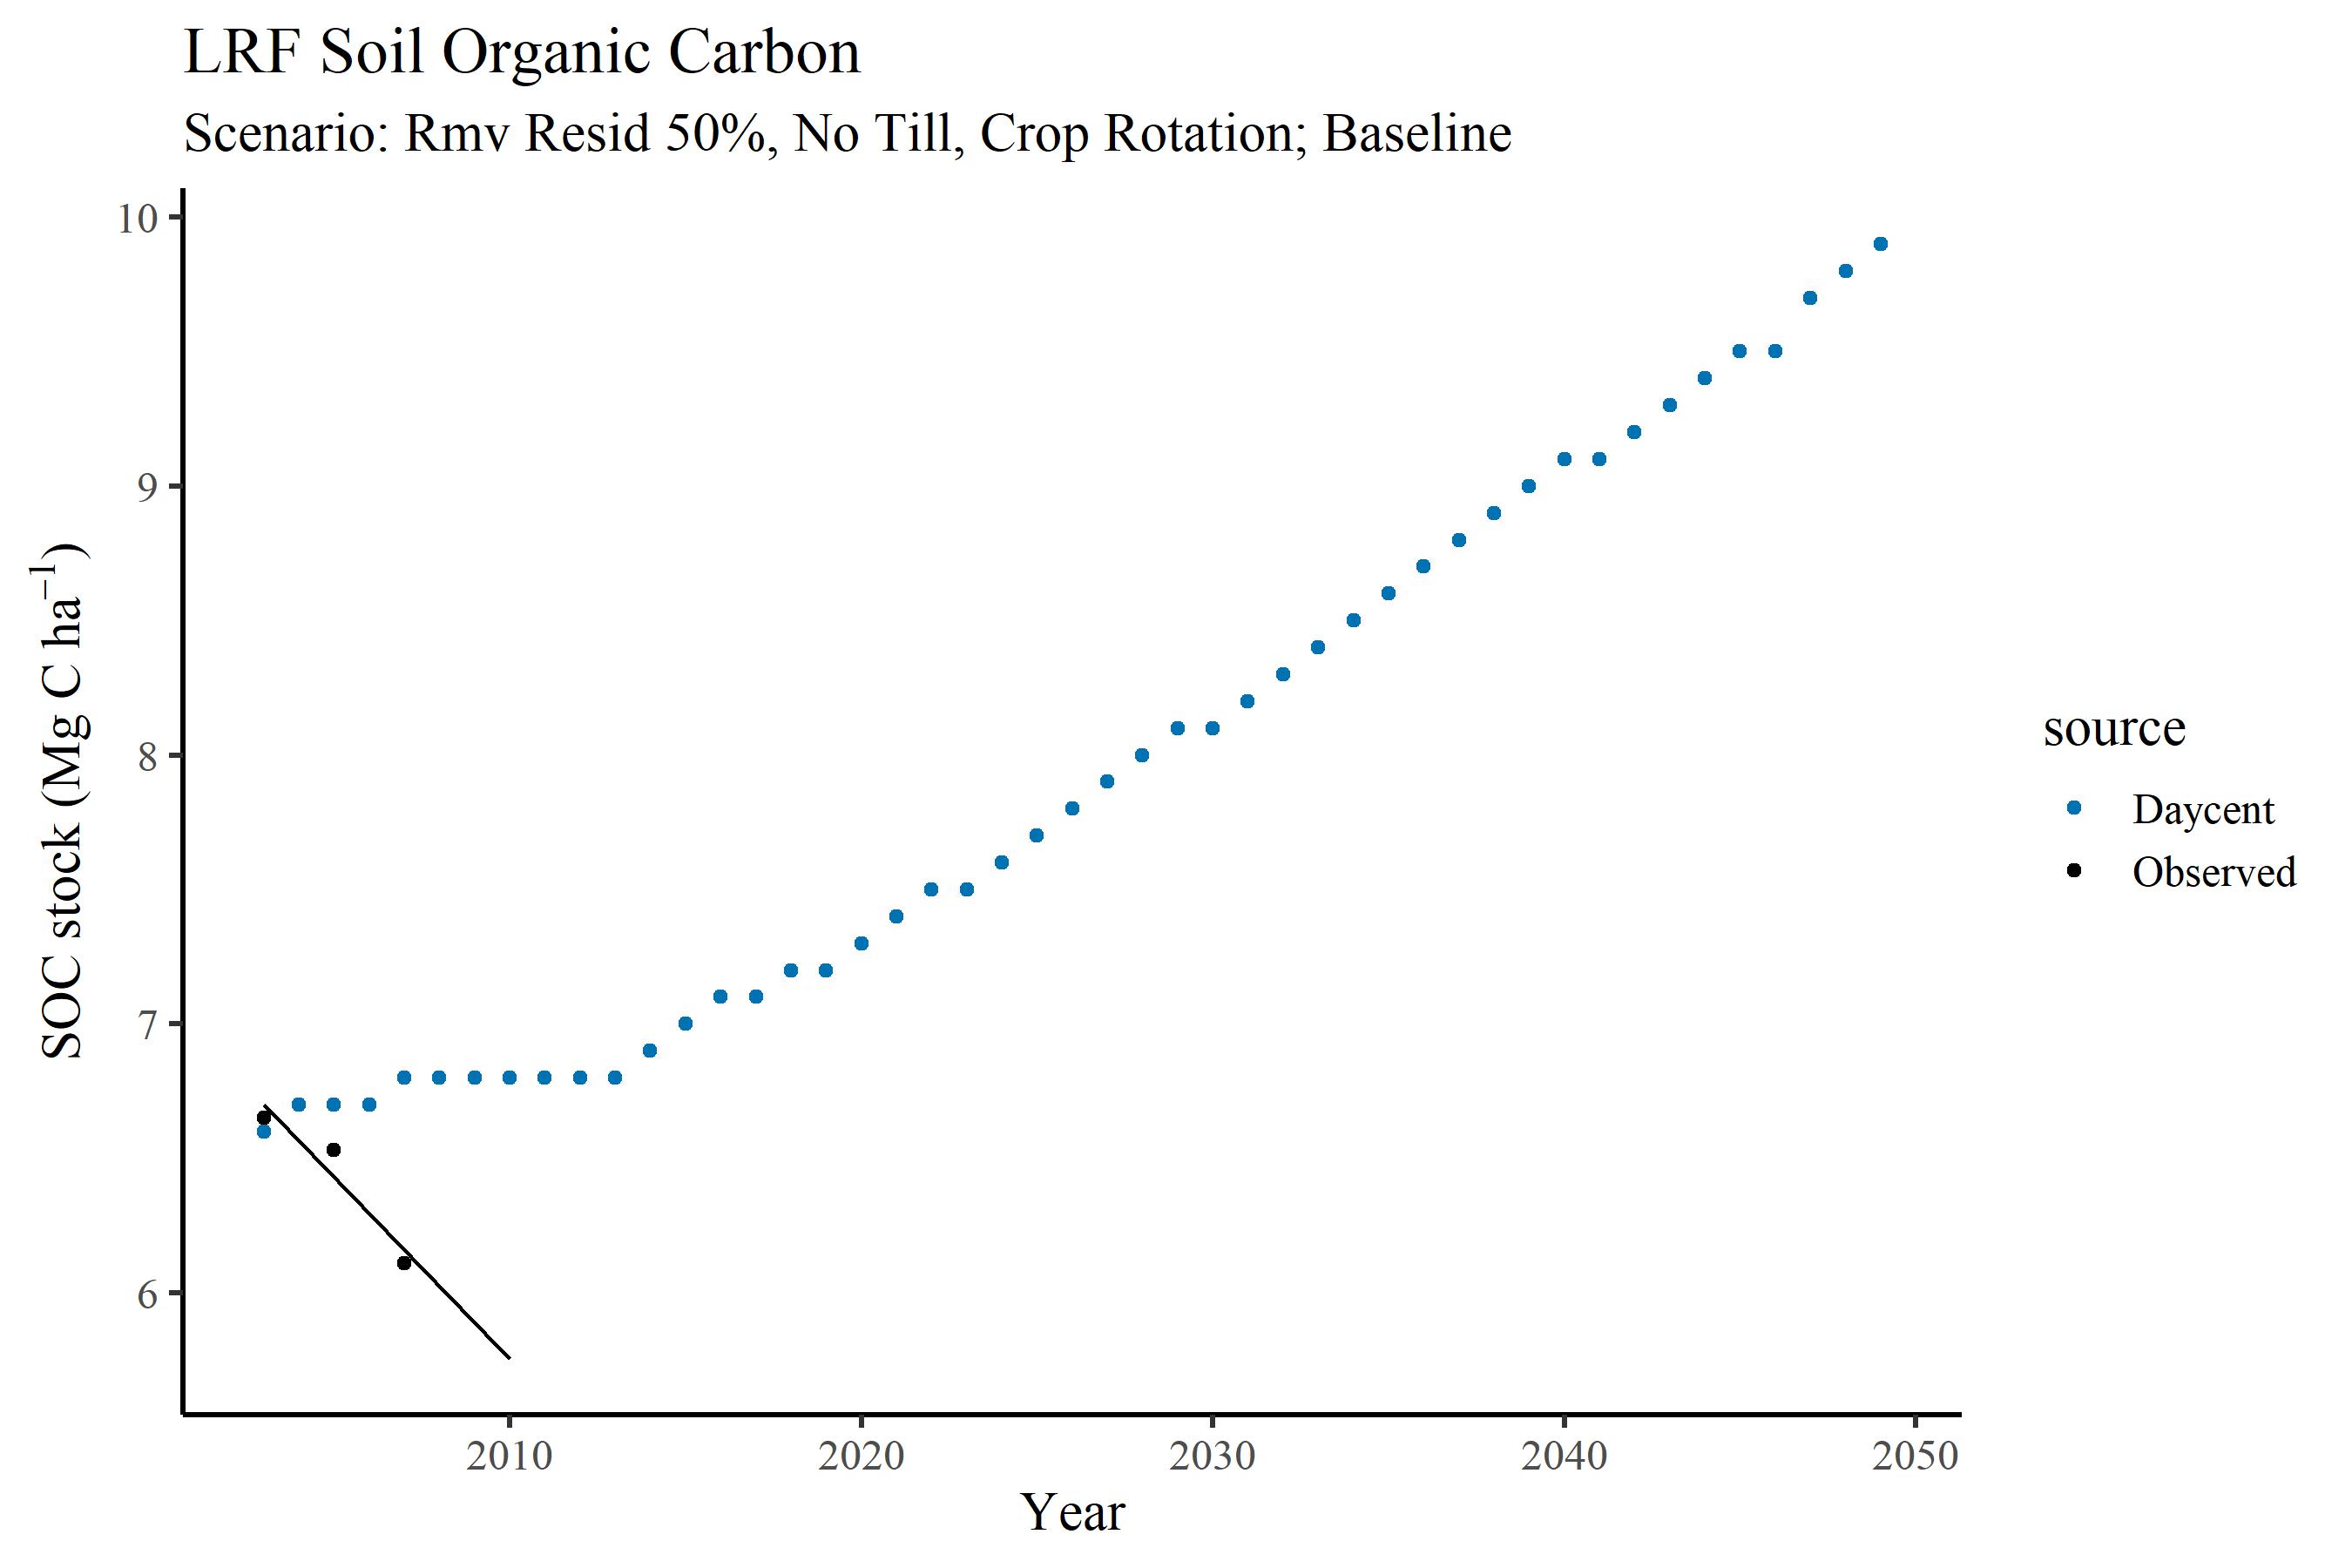 LRF Soil Organic Carbon
Scenario: Rmv Resid 50%, No Till, Crop Rotation; Baseline
SOC stock (Mg C ha⁻¹)
10
9
8
7
6
2010 2020 2030 2040 2050
Year
source
Daycent
Observed